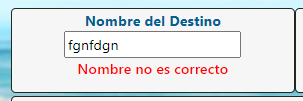 Nombre del Destino
fgnfdgn
Nombre no es correcto